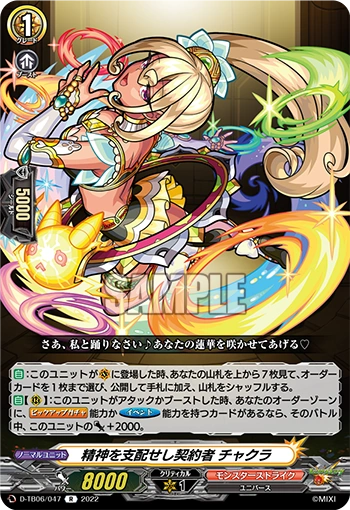 1
グレード
ブースト
5000
シールド
SAMPLE
さあ、私と踊りなさい♪あなたの蓮華を咲かせてあげる♡
自:このユニットが R に登場した時、あなたの山札を上から7枚見て、オーダーカードを1枚まで選び、公開して手札に加え、山札をシャッフルする。
自【R】:このユニットがアタックかブーストした時、あなたのオーダーゾーンに、ピックアップガチャ能力か イベント 能力を持つカードがあるなら、そのバトル中、このユニットの+2000。
ノーマルユニット
精神を支配せし契約者 チャクラ
パワー
8000
クリティカル
1
モンスターストライク
ユニバース
D-TB06/047 R 2022
©MIXI